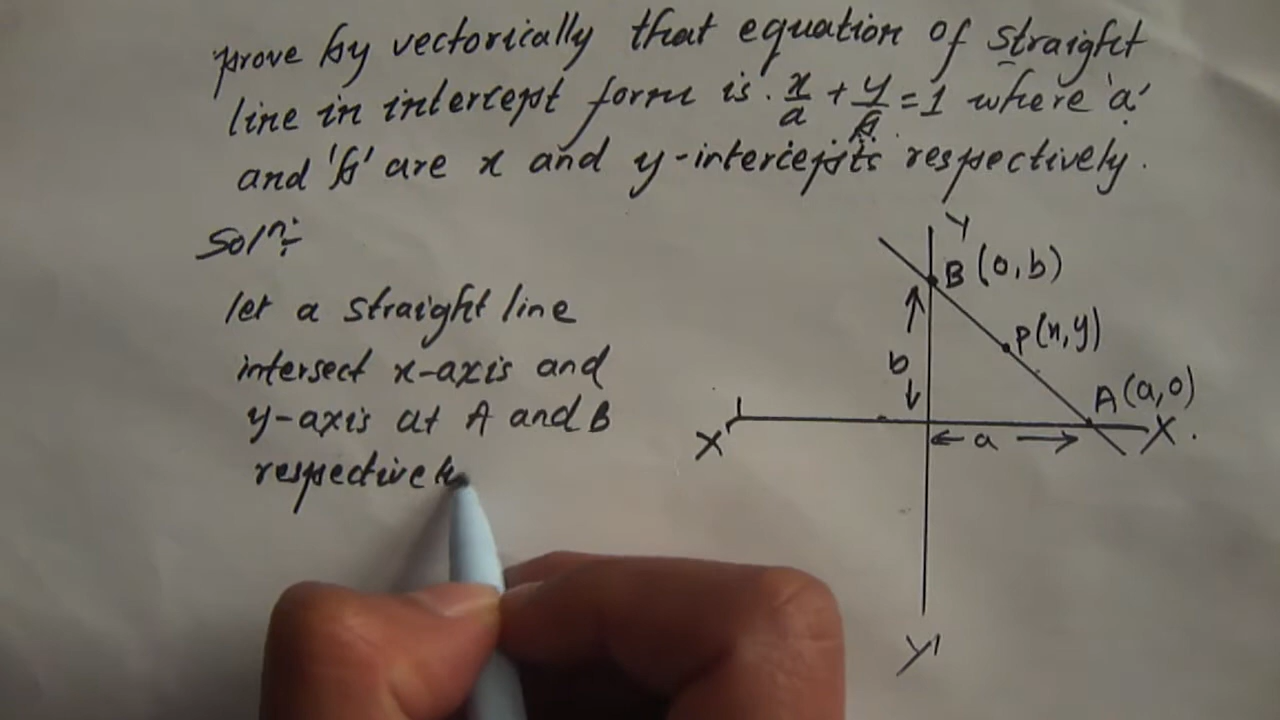 prove by vectorically that equation of straight
line in intercept form is x/a + y/b = 1 where 'a'
and 'b' are x and y-intercepts respectively.
Soln:
let a straight line
intersect x-axis and
y-axis at A and B
respectively
Y
B (0,b)
P(x,y)
b
A (a,0)
X'
← a →
X
Y'